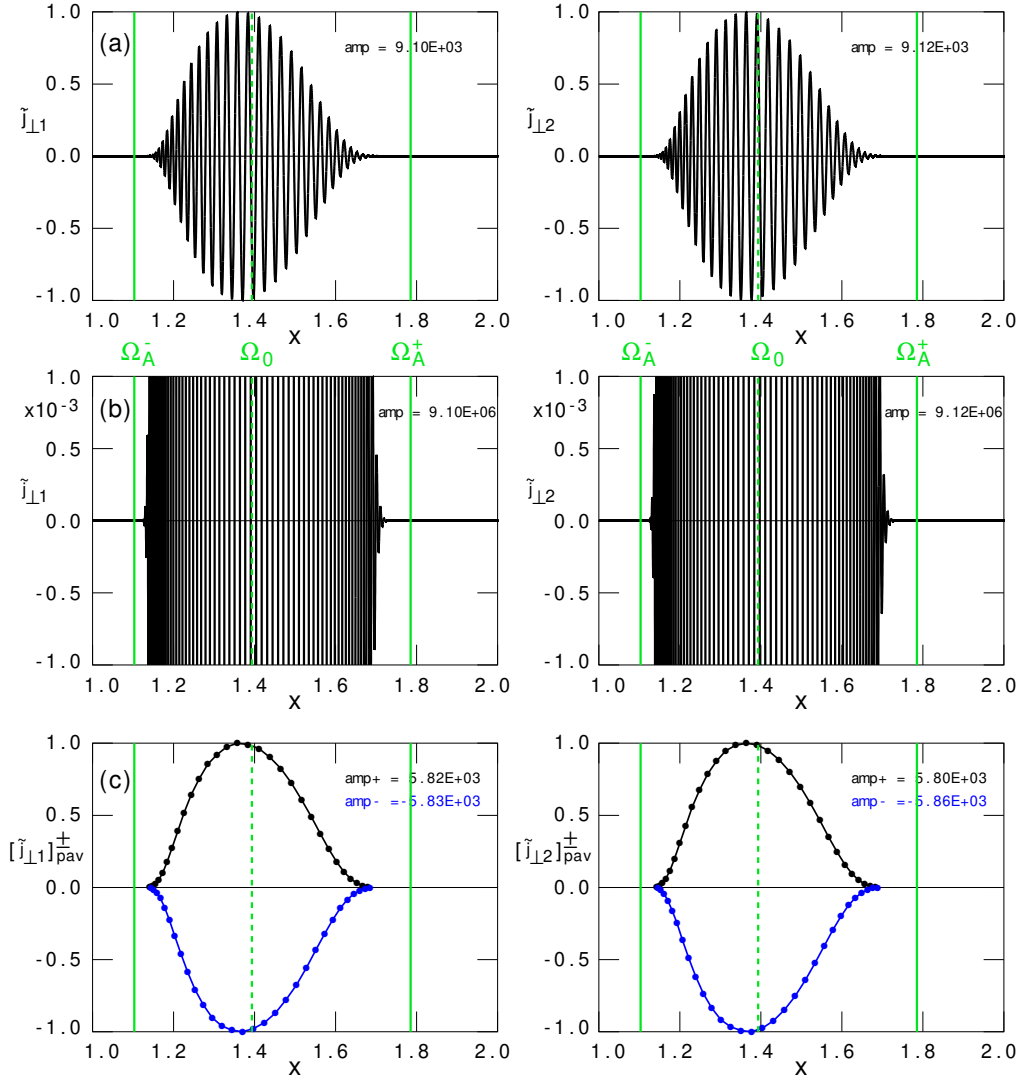 (a)
amp = 9.10E+03
1.0
0.5
0.0
-0.5
-1.0
j̃⊥1
1.0 1.2 1.4 1.6 1.8 2.0
x
amp = 9.12E+03
1.0
0.5
0.0
-0.5
-1.0
j̃⊥2
1.0 1.2 1.4 1.6 1.8 2.0
x
Ω_A^- Ω_0 Ω_A^+
Ω_A^- Ω_0 Ω_A^+
(b)
amp = 9.10E+06
1.0
x10^-3
0.5
0.0
-0.5
-1.0
j̃⊥1
1.0 1.2 1.4 1.6 1.8 2.0
x
amp = 9.12E+06
1.0
x10^-3
0.5
0.0
-0.5
-1.0
j̃⊥2
1.0 1.2 1.4 1.6 1.8 2.0
x
(c)
amp+ = 5.82E+03
amp- =-5.83E+03
1.0
0.5
0.0
-0.5
-1.0
[j̃⊥1]^±_pav
1.0 1.2 1.4 1.6 1.8 2.0
x
amp+ = 5.80E+03
amp- =-5.86E+03
1.0
0.5
0.0
-0.5
-1.0
[j̃⊥2]^±_pav
1.0 1.2 1.4 1.6 1.8 2.0
x